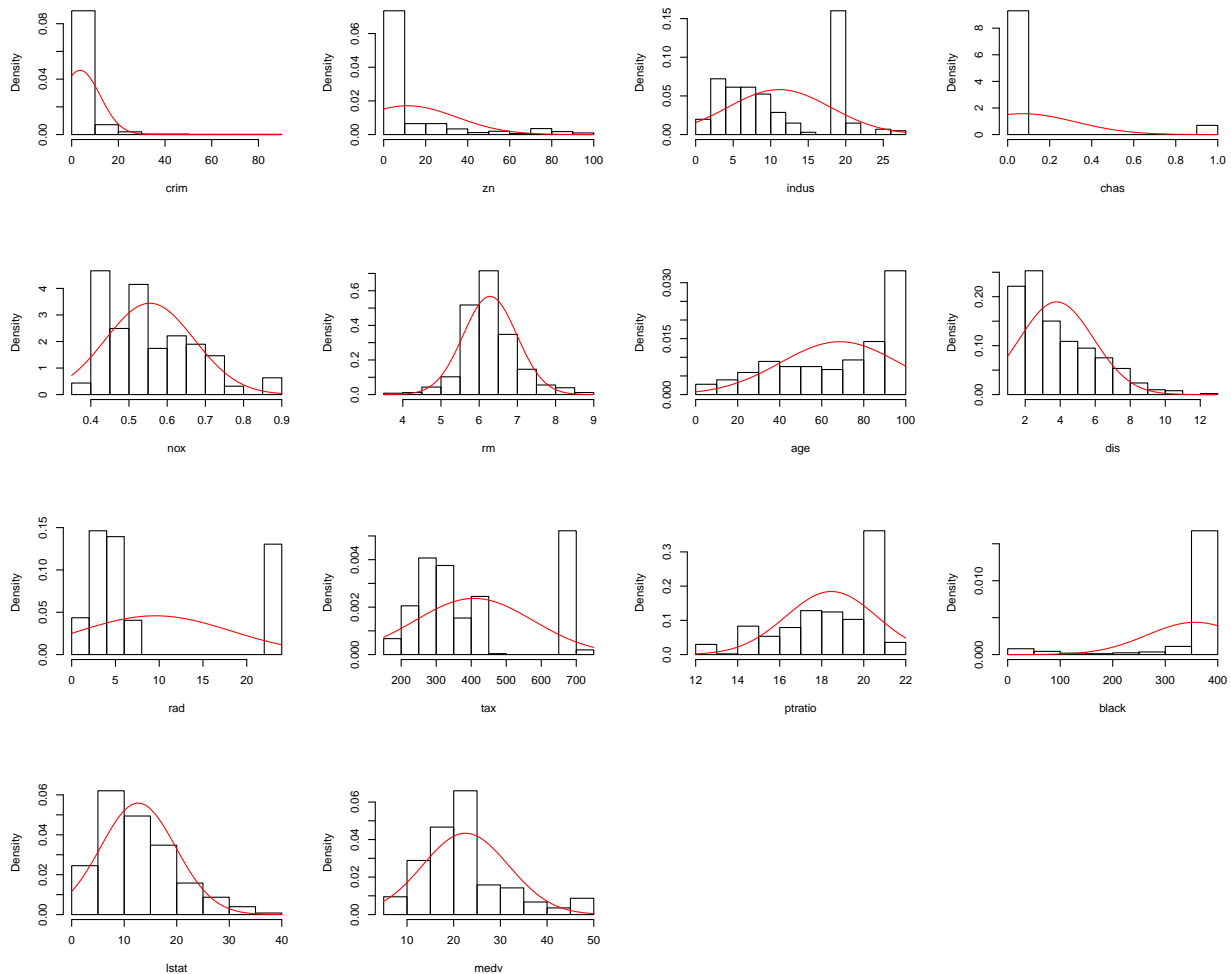 Density
0.00 0.04 0.08
0 20 40 60 80
crim
Density
0.00 0.02 0.04 0.06
0 20 40 60 80 100
zn
Density
0.00 0.05 0.10 0.15
0 5 10 15 20 25
indus
Density
0 2 4 6 8
0.0 0.2 0.4 0.6 0.8 1.0
chas
Density
0 1 2 3 4
0.4 0.5 0.6 0.7 0.8 0.9
nox
Density
0.0 0.2 0.4 0.6
4 5 6 7 8 9
rm
Density
0.000 0.015 0.030
0 20 40 60 80 100
age
Density
0.00 0.10 0.20
2 4 6 8 10 12
dis
Density
0.00 0.05 0.10 0.15
0 5 10 15 20
rad
Density
0.000 0.002 0.004
200 300 400 500 600 700
tax
Density
0.0 0.1 0.2 0.3
12 14 16 18 20 22
ptratio
Density
0.000 0.010
0 100 200 300 400
black
Density
0.00 0.02 0.04 0.06
0 10 20 30 40
lstat
Density
0.00 0.02 0.04 0.06
10 20 30 40 50
medv